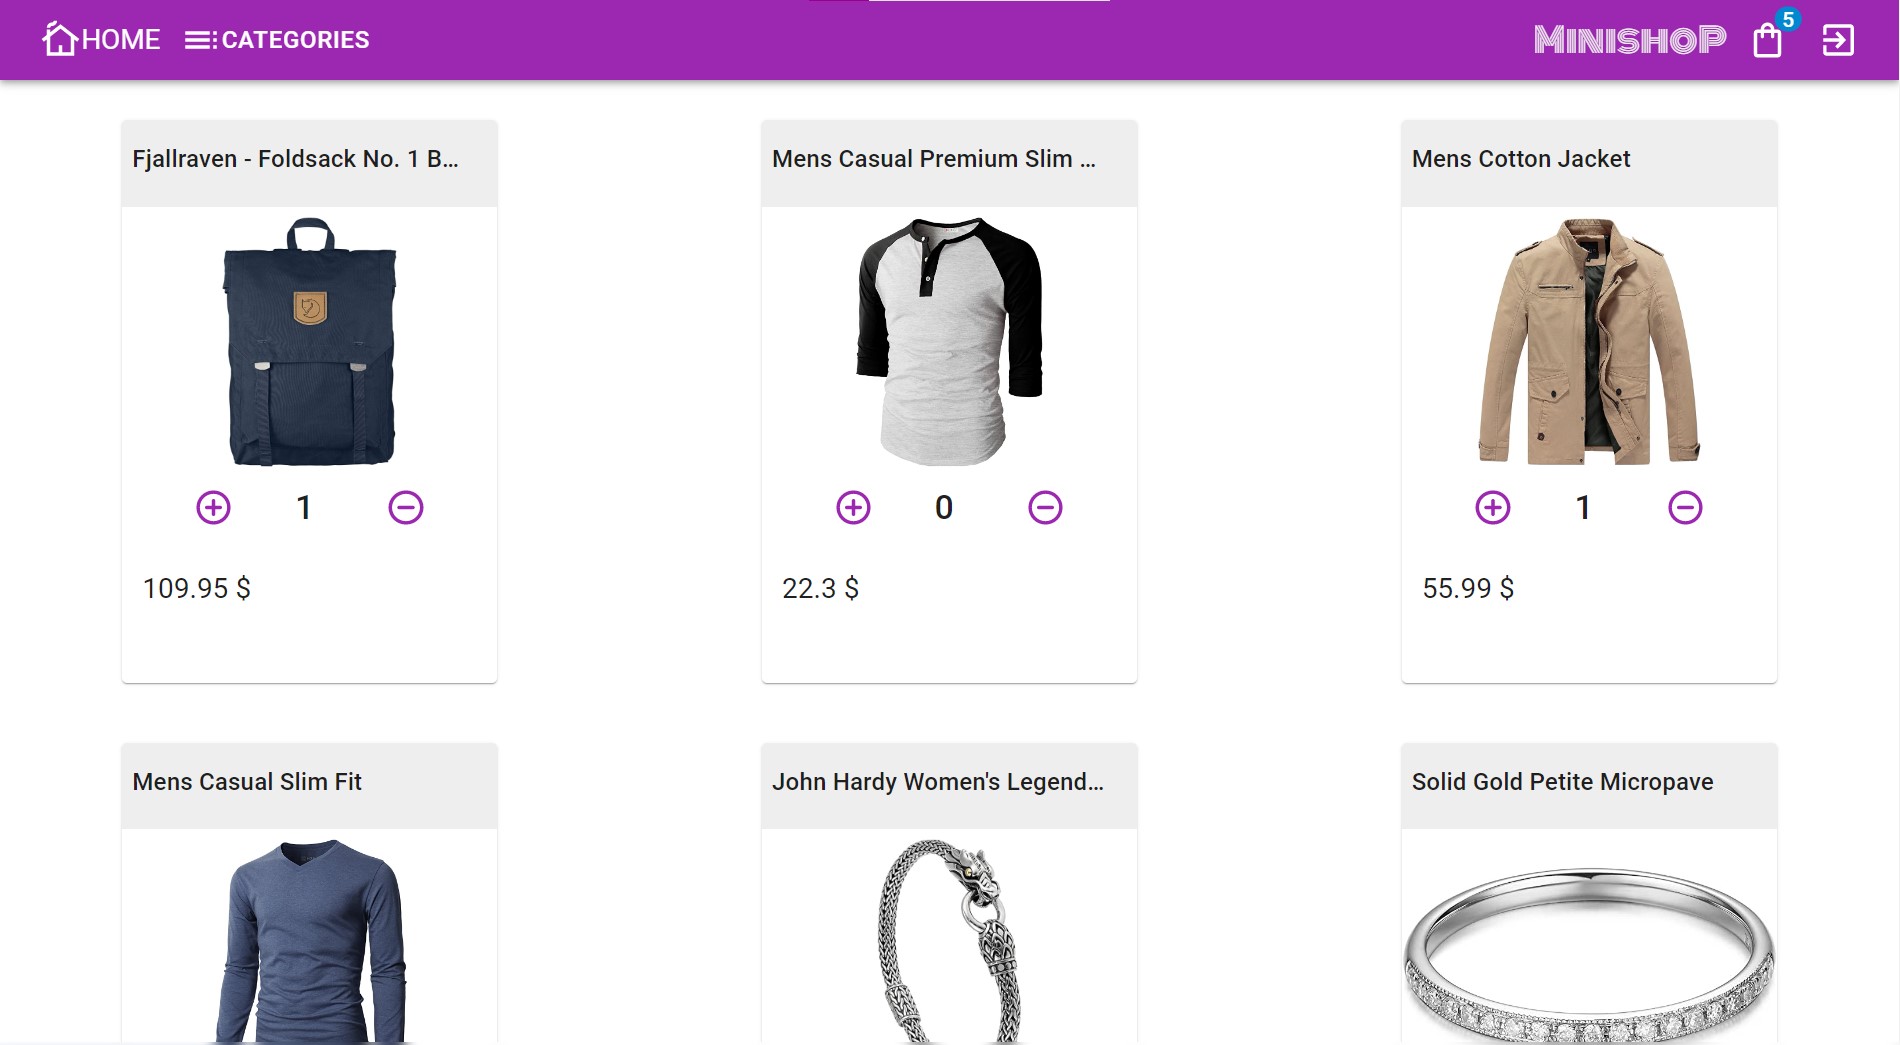 HOME CATEGORIES MINISHOP 5
Fjallraven - Foldsack No. 1 B...
Mens Casual Premium Slim ...
Mens Cotton Jacket
1
0
1
109.95 $
22.3 $
55.99 $
Mens Casual Slim Fit
John Hardy Women's Legend...
Solid Gold Petite Micropave